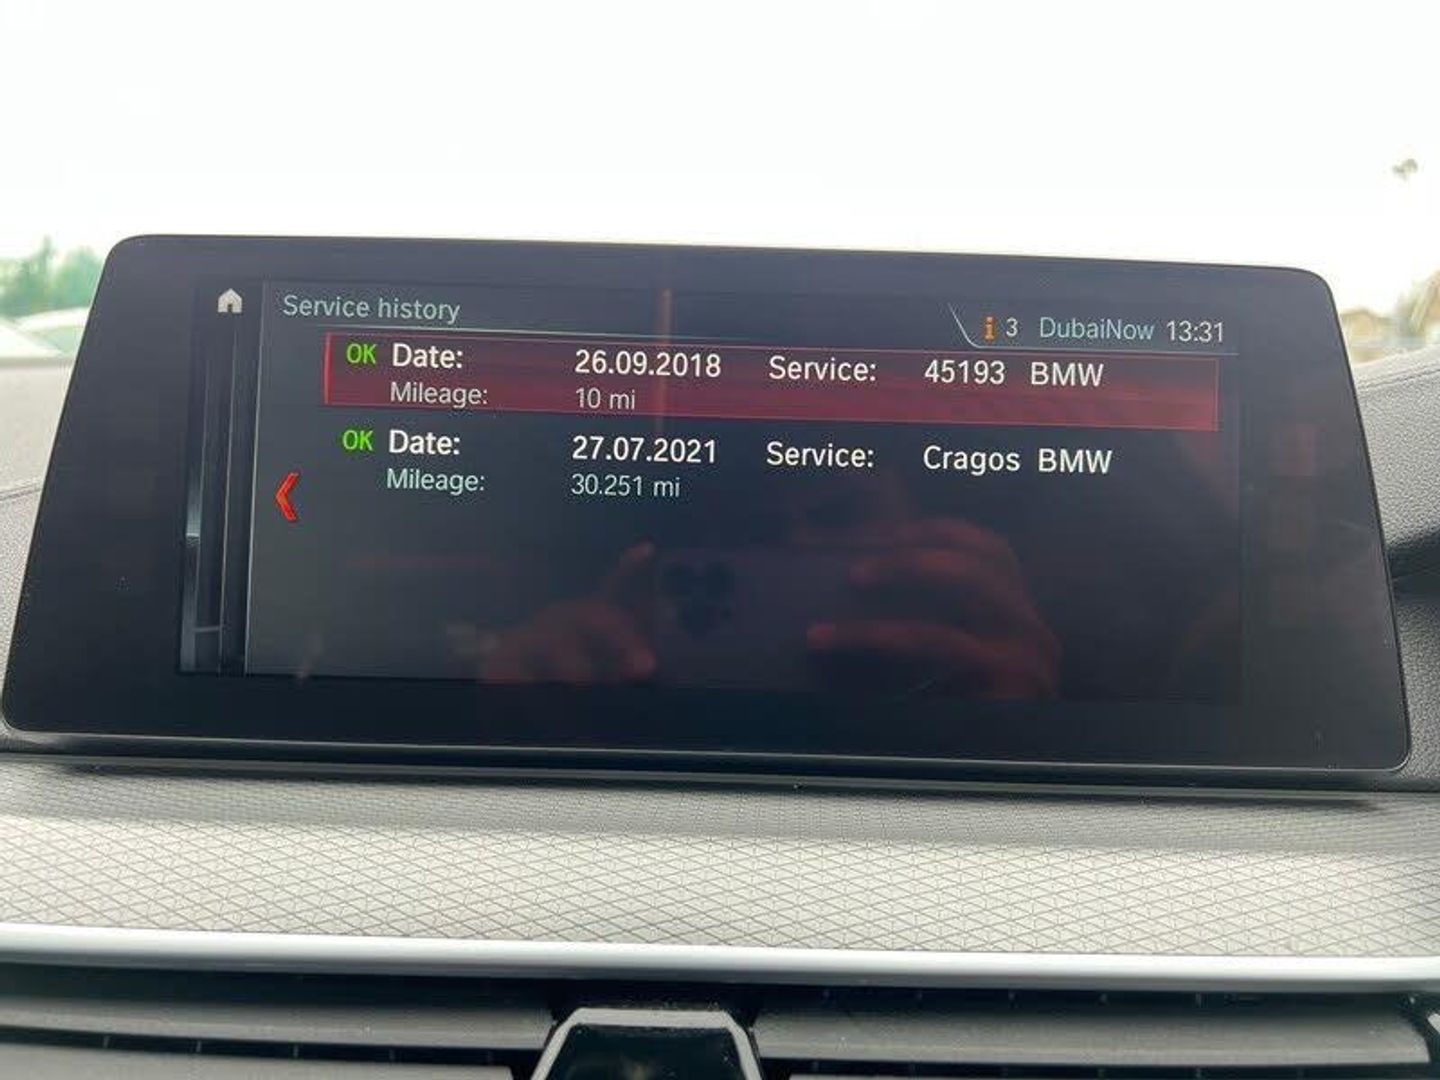 Service history
3 DubaiNow 13:31
OK Date: 26.09.2018 Service: 45193 BMW
Mileage: 10 mi
OK Date: 27.07.2021 Service: Cragos BMW
Mileage: 30.251 mi